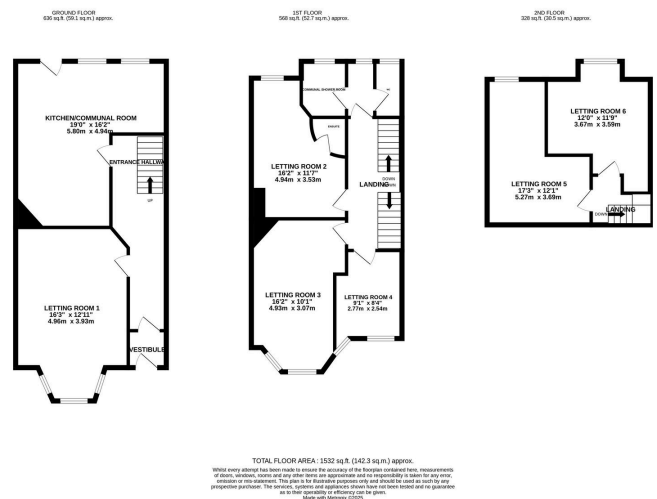 GROUND FLOOR
636 sq.ft. (59.1 sq.m.) approx.
1ST FLOOR
568 sq.ft. (52.7 sq.m.) approx.
2ND FLOOR
328 sq.ft. (30.5 sq.m.) approx.
KITCHEN/COMMUNAL ROOM
19'0" x 16'2"
5.80m x 4.94m
ENTRANCE HALLWAY
UP
LETTING ROOM 1
16'3" x 12'11"
4.96m x 3.93m
VESTIBULE
COMMUNAL SHOWER ROOM
WC
ENSUITE
LETTING ROOM 2
16'2" x 11'7"
4.94m x 3.53m
DOWN
LANDING
LETTING ROOM 3
16'2" x 10'1"
4.93m x 3.07m
LETTING ROOM 4
9'1" x 8'4"
2.77m x 2.54m
LETTING ROOM 6
12'0" x 11'9"
3.67m x 3.59m
LETTING ROOM 5
17'3" x 12'1"
5.27m x 3.69m
LANDING
DOWN
TOTAL FLOOR AREA : 1532 sq.ft. (142.3 sq.m.) approx.
Whilst every attempt has been made to ensure the accuracy of the floorplan contained here, measurements
of doors, windows, rooms and any other items are approximate and no responsibility is taken for any error,
omission or mis-statement. This plan is for illustrative purposes only and should be used as such by any
prospective purchaser. The services, systems and appliances shown have not been tested and no guarantee
as to their operability or efficiency can be given.
Made with Metropix ©2025